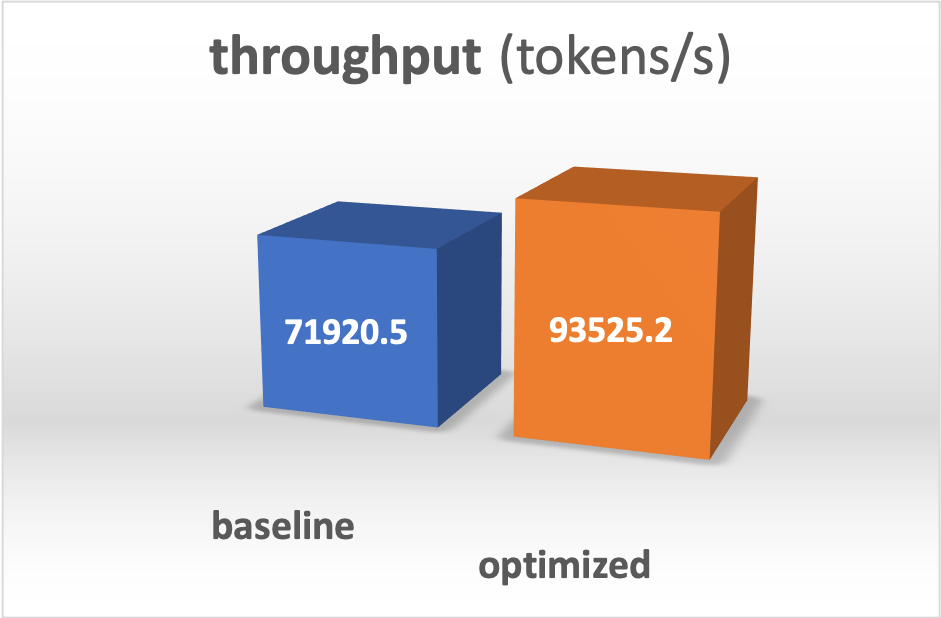 throughput (tokens/s)
71920.5
93525.2
baseline
optimized